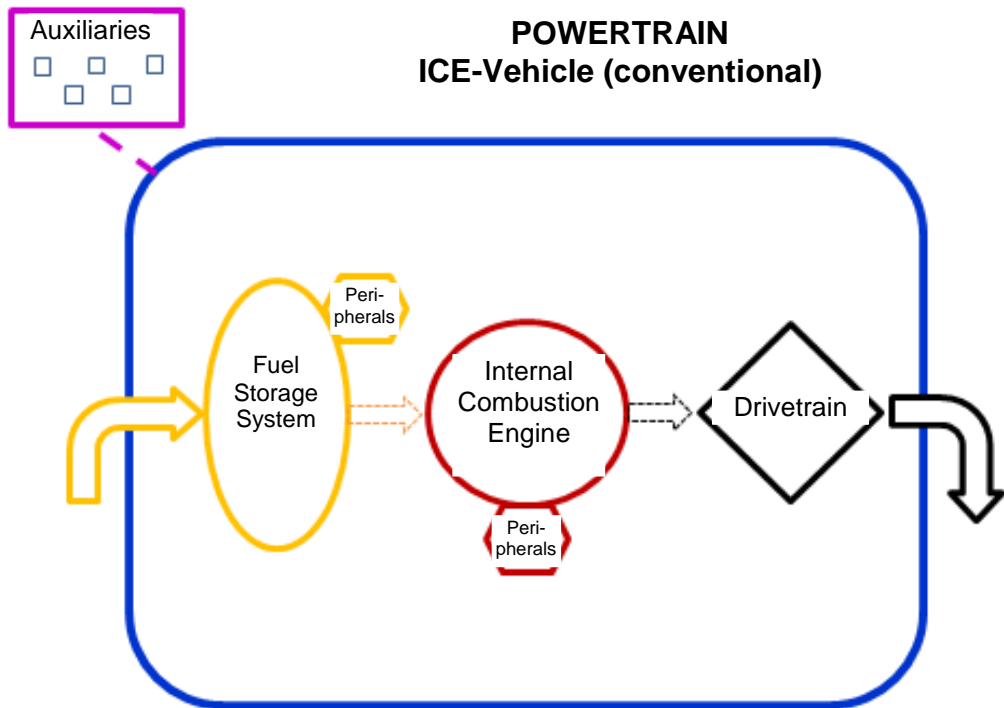 Auxiliaries
POWERTRAIN
ICE-Vehicle (conventional)
Peri-
pherals
Fuel
Storage
System
Internal
Combustion
Engine
Drivetrain
Peri-
pherals